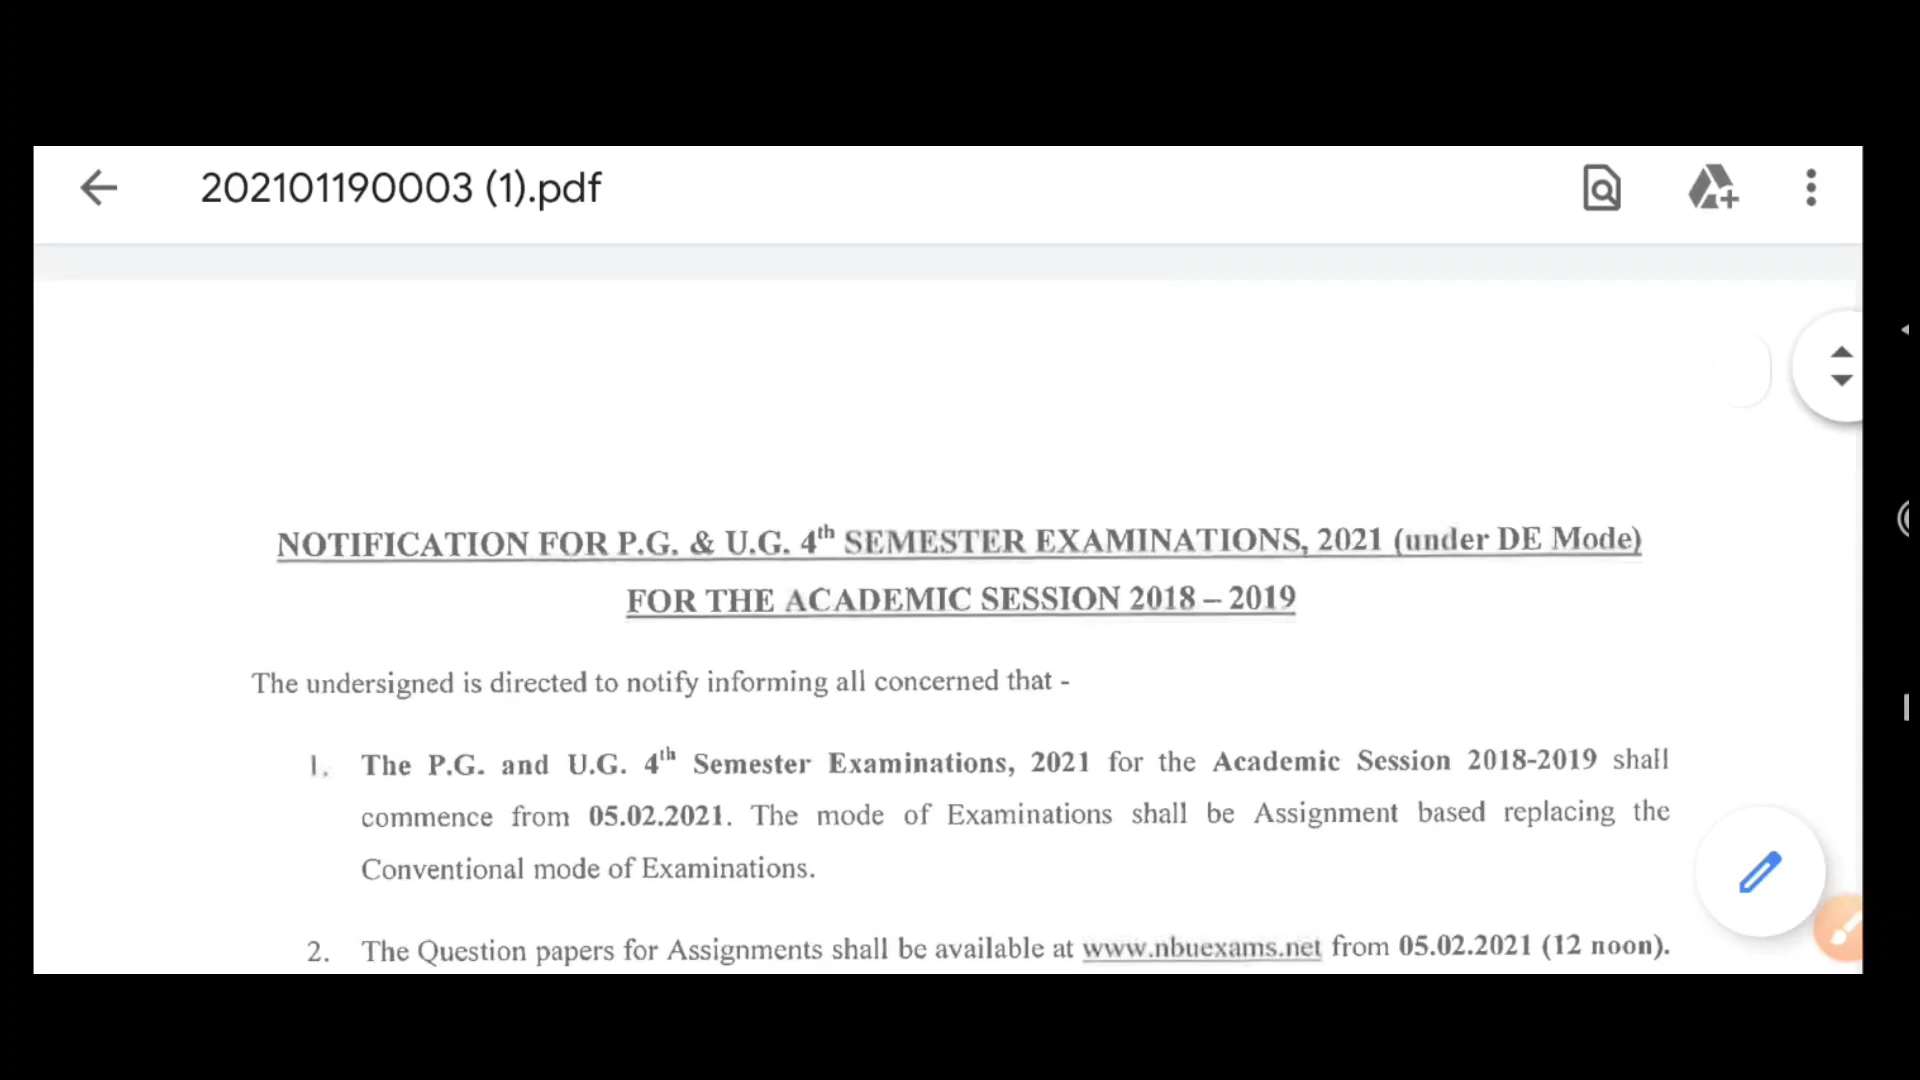 202101190003 (1).pdf
NOTIFICATION FOR P.G. & U.G. 4th SEMESTER EXAMINATIONS, 2021 (under DE Mode)
FOR THE ACADEMIC SESSION 2018 – 2019
The undersigned is directed to notify informing all concerned that -
1. The P.G. and U.G. 4th Semester Examinations, 2021 for the Academic Session 2018-2019 shall
commence from 05.02.2021. The mode of Examinations shall be Assignment based replacing the
Conventional mode of Examinations.
2. The Question papers for Assignments shall be available at www.nbuexams.net from 05.02.2021 (12 noon).